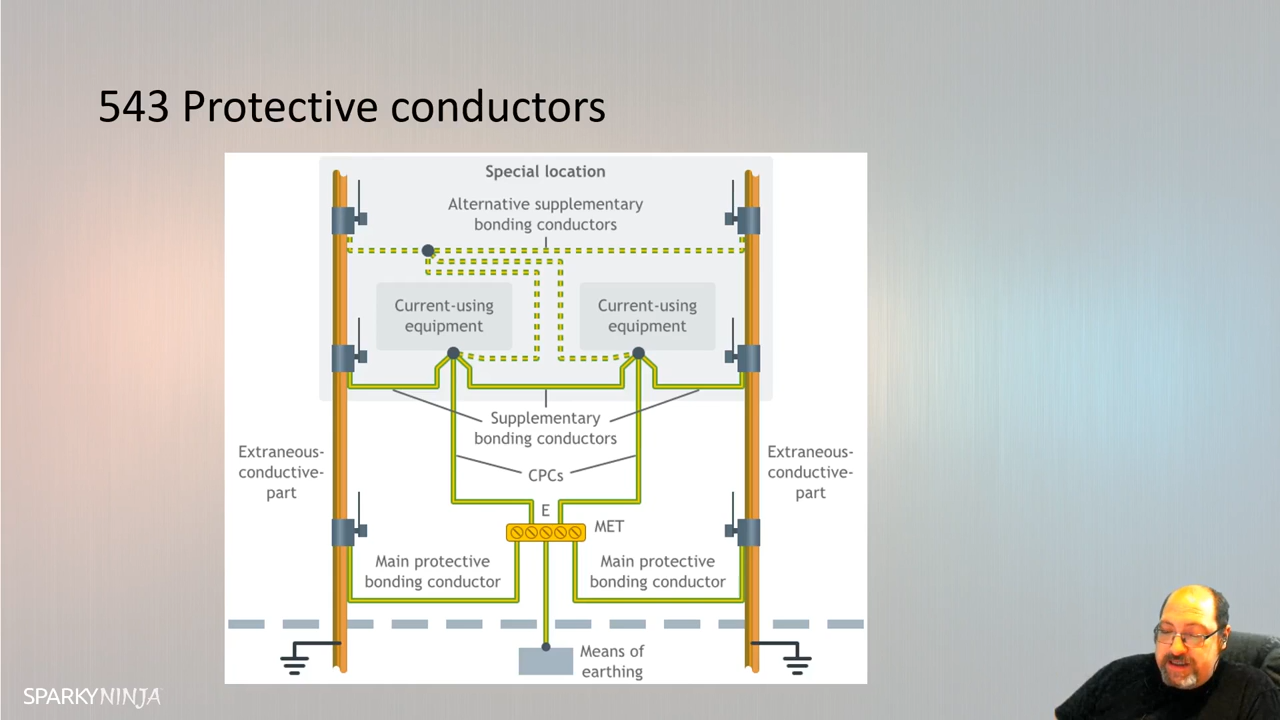 543 Protective conductors
Special location
Alternative supplementary
bonding conductors
Current-using
equipment
Current-using
equipment
Supplementary
bonding conductors
Extraneous-
conductive-
part
Extraneous-
conductive-
part
CPCs
E
MET
Main protective
bonding conductor
Main protective
bonding conductor
Means of
earthing
SPARKYNINJA